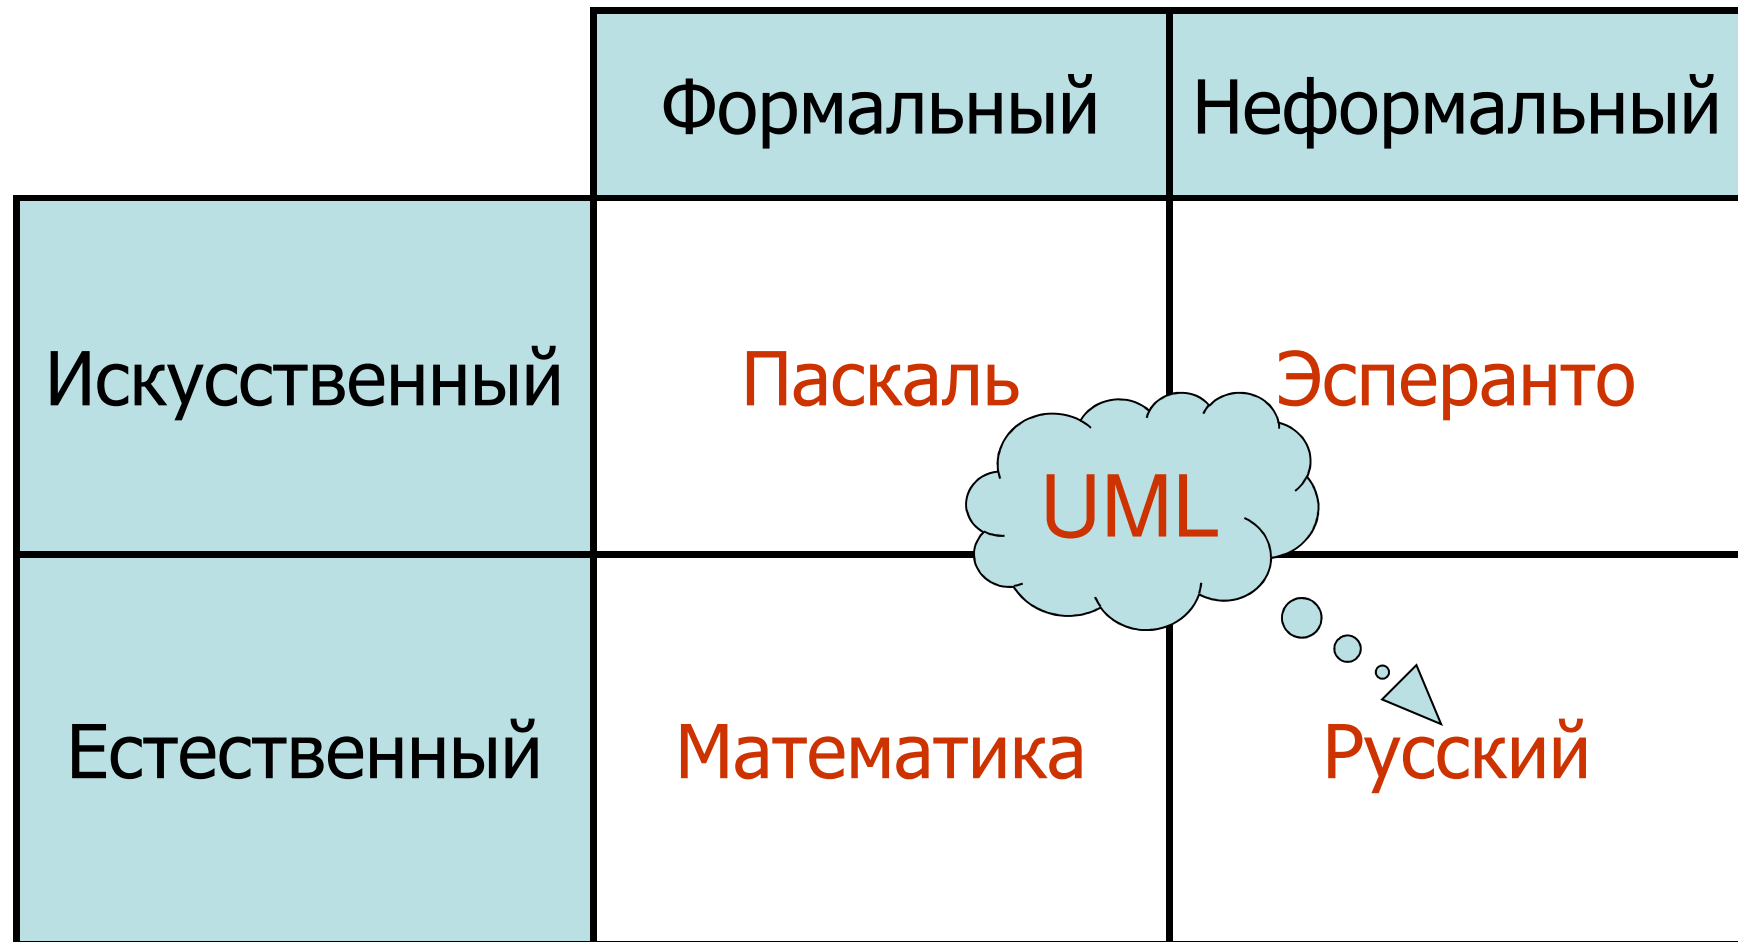 Формальный Неформальный
Искусственный Паскаль Эсперанто
UML
Естественный Математика Русский